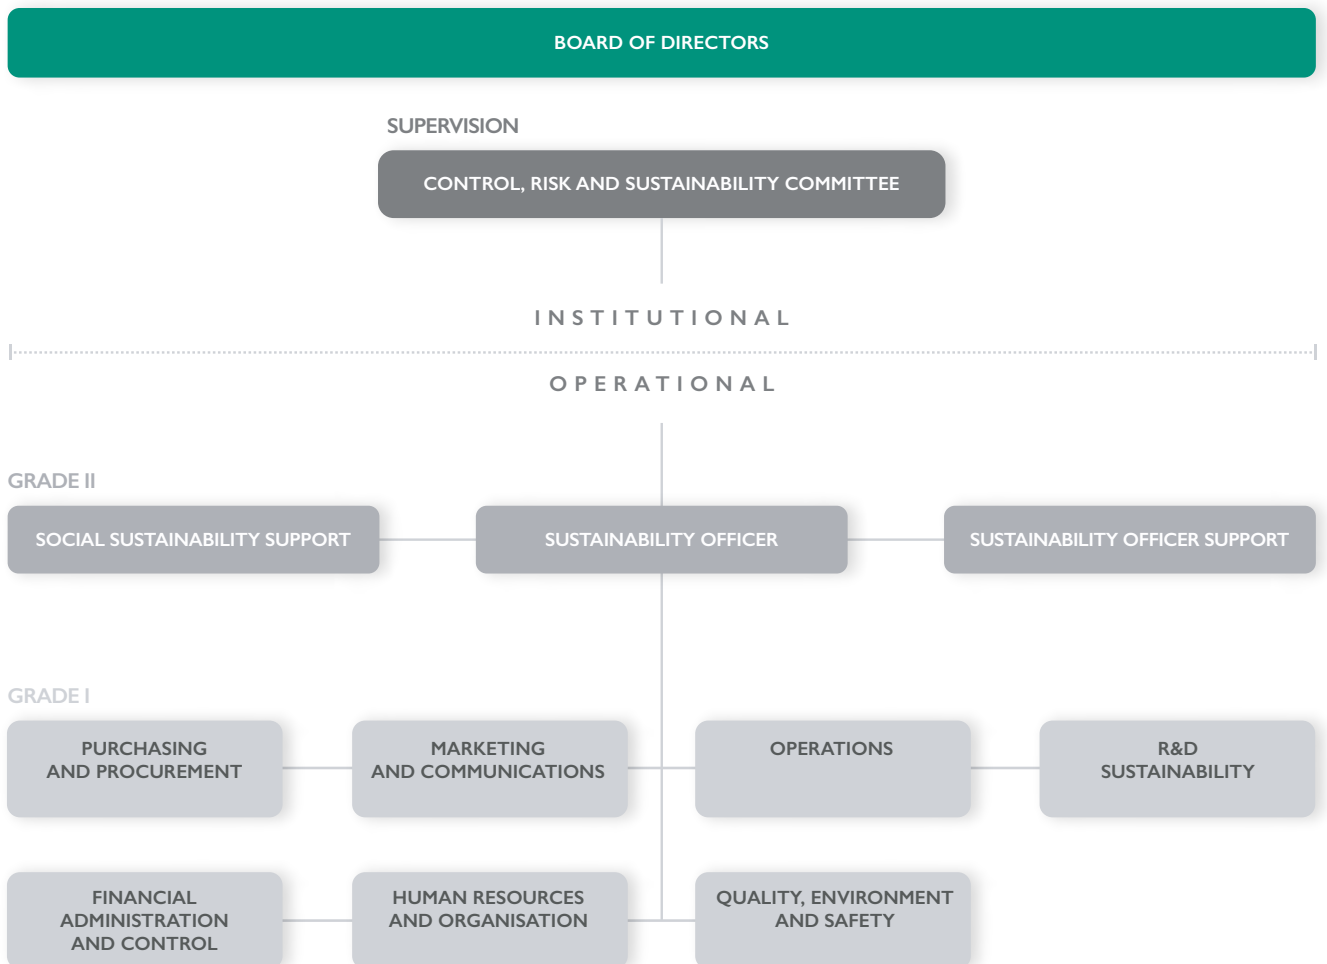 BOARD OF DIRECTORS
SUPERVISION
CONTROL, RISK AND SUSTAINABILITY COMMITTEE
INSTITUTIONAL
OPERATIONAL
GRADE II
SOCIAL SUSTAINABILITY SUPPORT
SUSTAINABILITY OFFICER
SUSTAINABILITY OFFICER SUPPORT
GRADE I
PURCHASING
AND PROCUREMENT
MARKETING
AND COMMUNICATIONS
OPERATIONS
R&D
SUSTAINABILITY
FINANCIAL
ADMINISTRATION
AND CONTROL
HUMAN RESOURCES
AND ORGANISATION
QUALITY, ENVIRONMENT
AND SAFETY